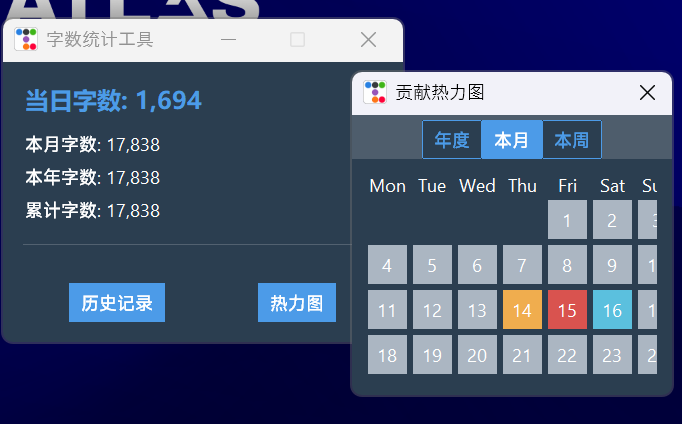 ATLAS
字数统计工具
当日字数: 1,694
本月字数: 17,838
本年字数: 17,838
累计字数: 17,838
历史记录
热力图
贡献热力图
年度 本月 本周
Mon Tue Wed Thu Fri Sat
1 2 3
4 5 6 7 8 9
11 12 13 14 15 16
18 19 20 21 22 23